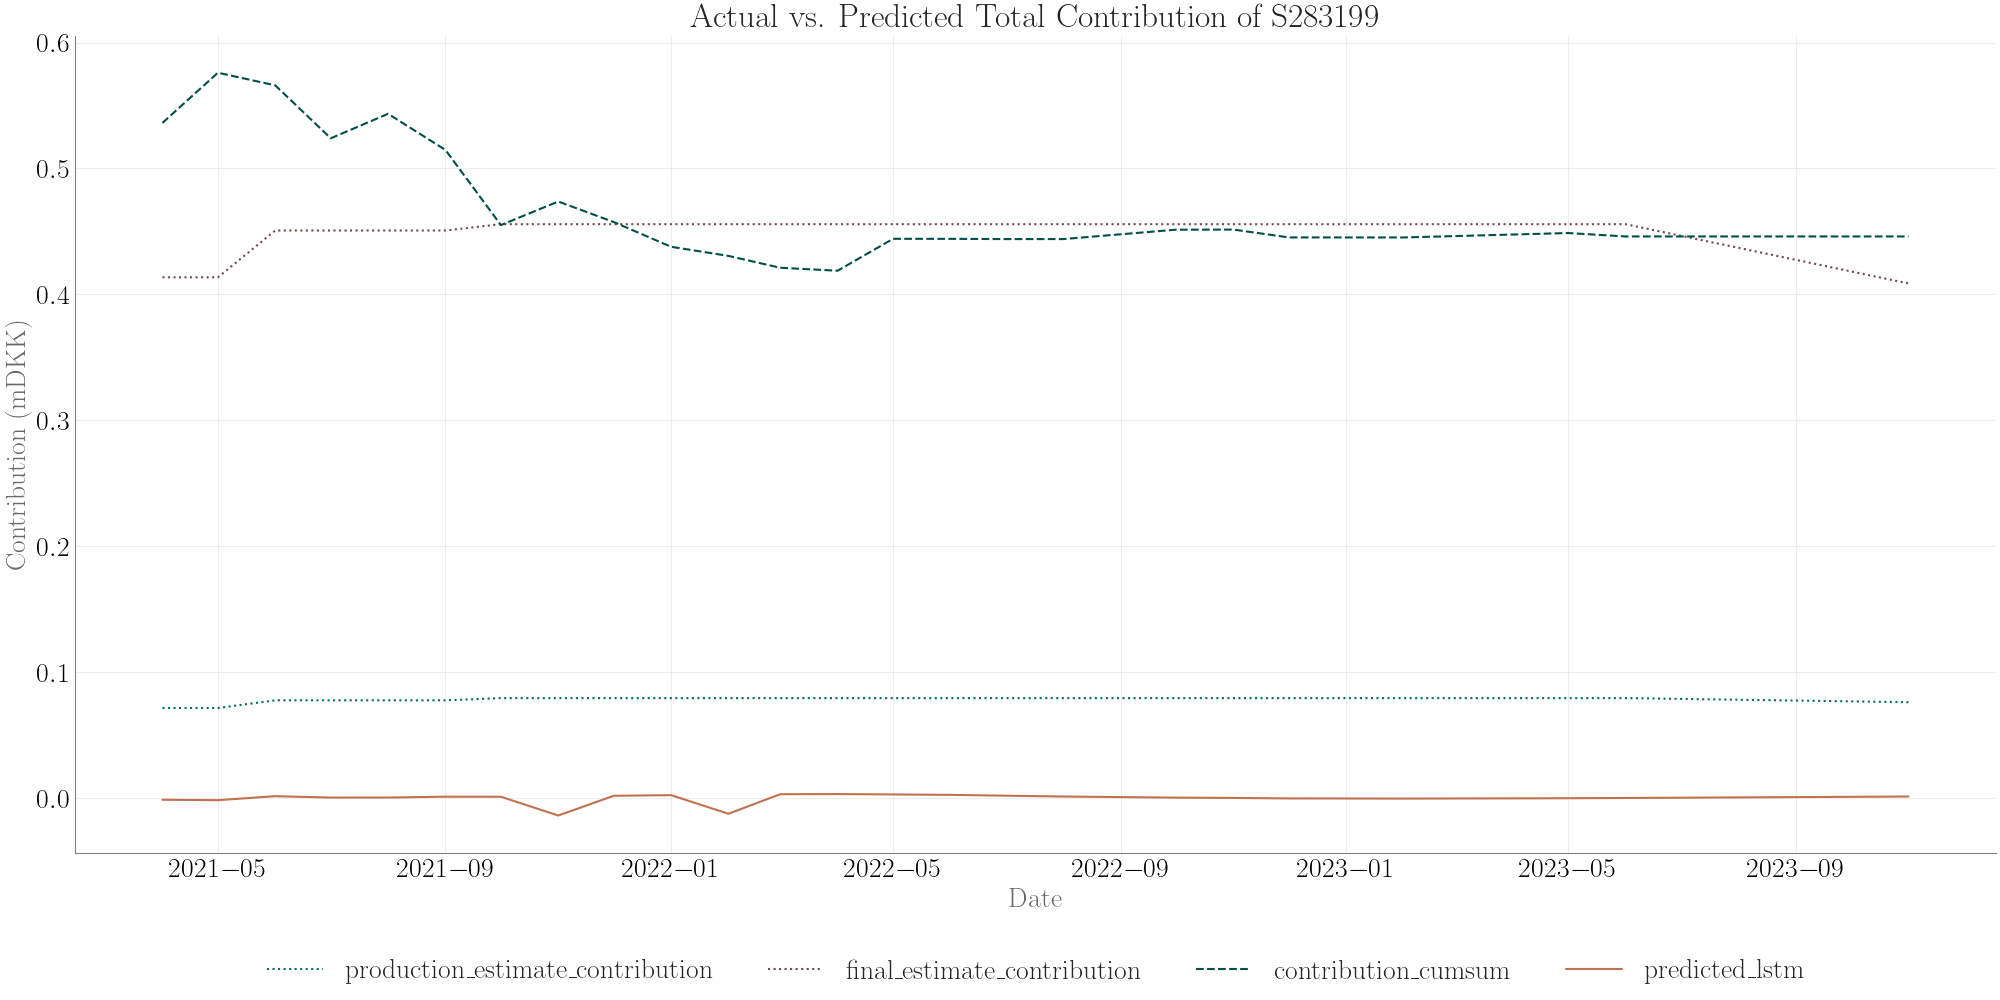 Actual vs. Predicted Total Contribution of S283199
0.6
0.5
0.4
0.3
0.2
0.1
0.0
Contribution (mDKK)
2021−05 2021−09 2022−01 2022−05 2022−09 2023−01 2023−05 2023−09
Date
production_estimate_contribution final_estimate_contribution contribution_cumsum predicted_lstm